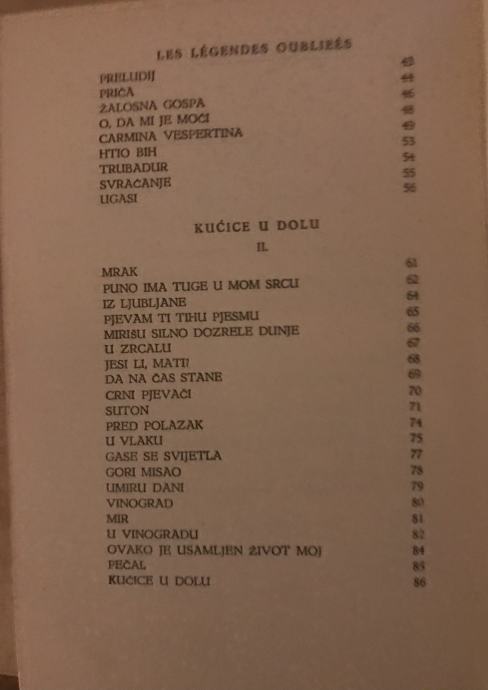 LES LÉGENDES OUBLIEÉS
PRELUDIJ 43
PRIČA 44
ŽALOSNA GOSPA 46
O, DA MI JE MOĆI 48
CARMINA VESPERTINA 49
HTIO BIH 53
TRUBADUR 54
SVRAĆANJE 55
UGASI 56
KUĆICE U DOLU
II.
MRAK 61
PUNO IMA TUGE U MOM SRCU 62
IZ LJUBLJANE 64
PJEVAM TI TIHU PJESMU 65
MIRIŠU SILNO DOZRELE DUNJE 66
U ZRCALU 67
JESI LI, MATI! 68
DA NA ČAS STANE 69
CRNI PJEVAČI 70
SUTON 71
PRED POLAZAK 74
U VLAKU 75
GASE SE SVIJETLA 77
GORI MISAO 78
UMIRU DANI 79
VINOGRAD 80
MIR 81
U VINOGRADU 82
OVAKO JE USAMLJEN ŽIVOT MOJ 84
PEČAL 85
KUĆICE U DOLU 86